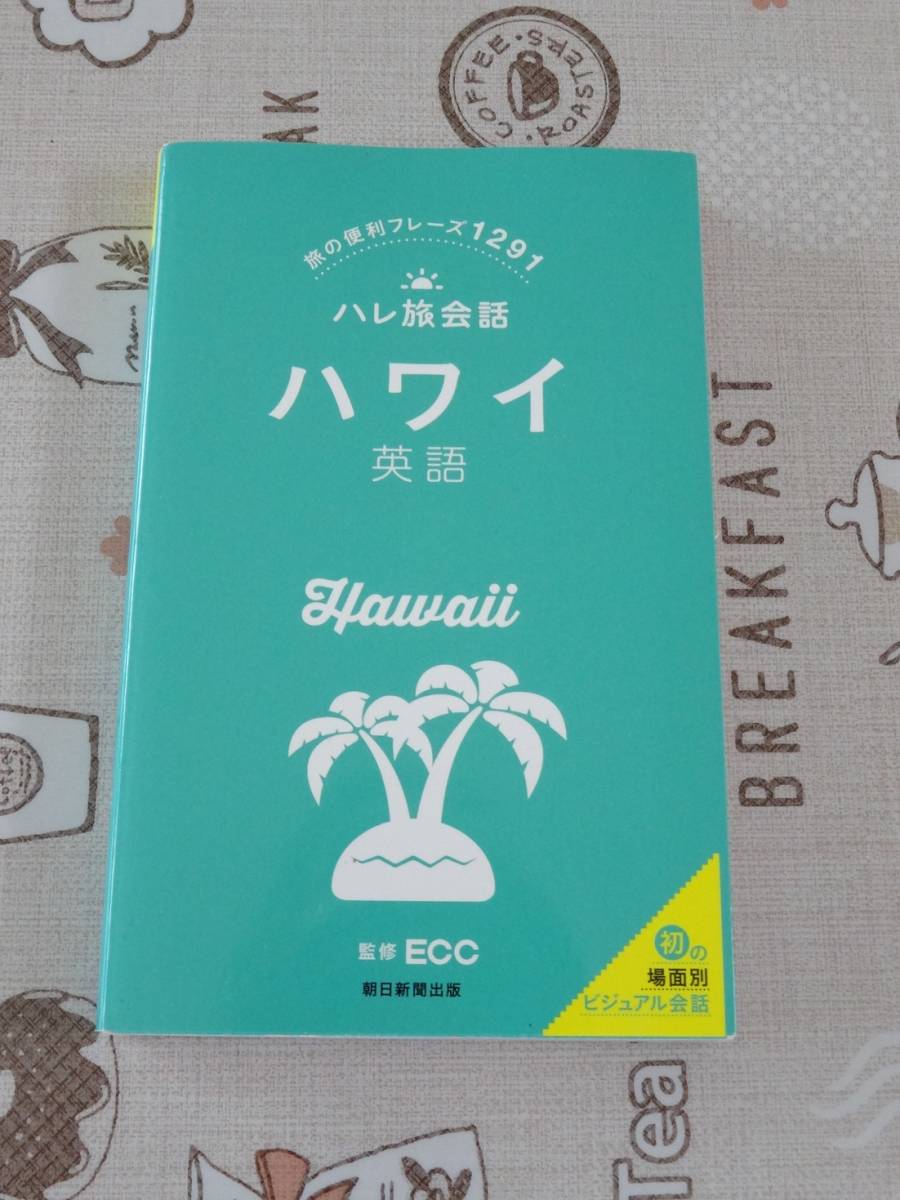 旅の便利フレーズ1291
ハレ旅会話
ハワイ
英語
Hawaii
監修 ECC
朝日新聞出版
初の
場面別
ビジュアル会話
COFFEE・ROASTERS
BREAKFAST
Tea